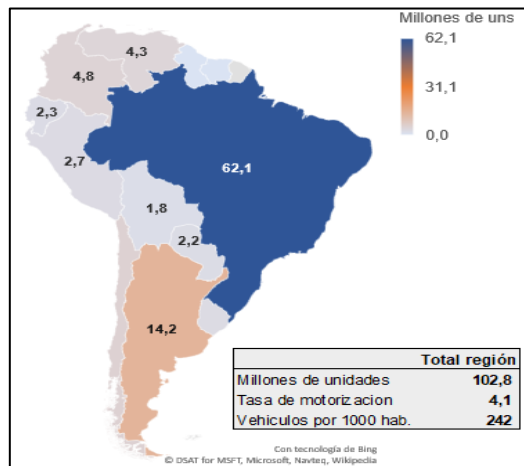 Millones de uns
62,1
31,1
0,0
4,3
4,8
2,3
2,7
62,1
1,8
2,2
14,2
Total región
Millones de unidades 102,8
Tasa de motorizacion 4,1
Vehiculos por 1000 hab. 242
Con tecnología de Bing
© DSAT for MSFT, Microsoft, Navteq, Wikipedia